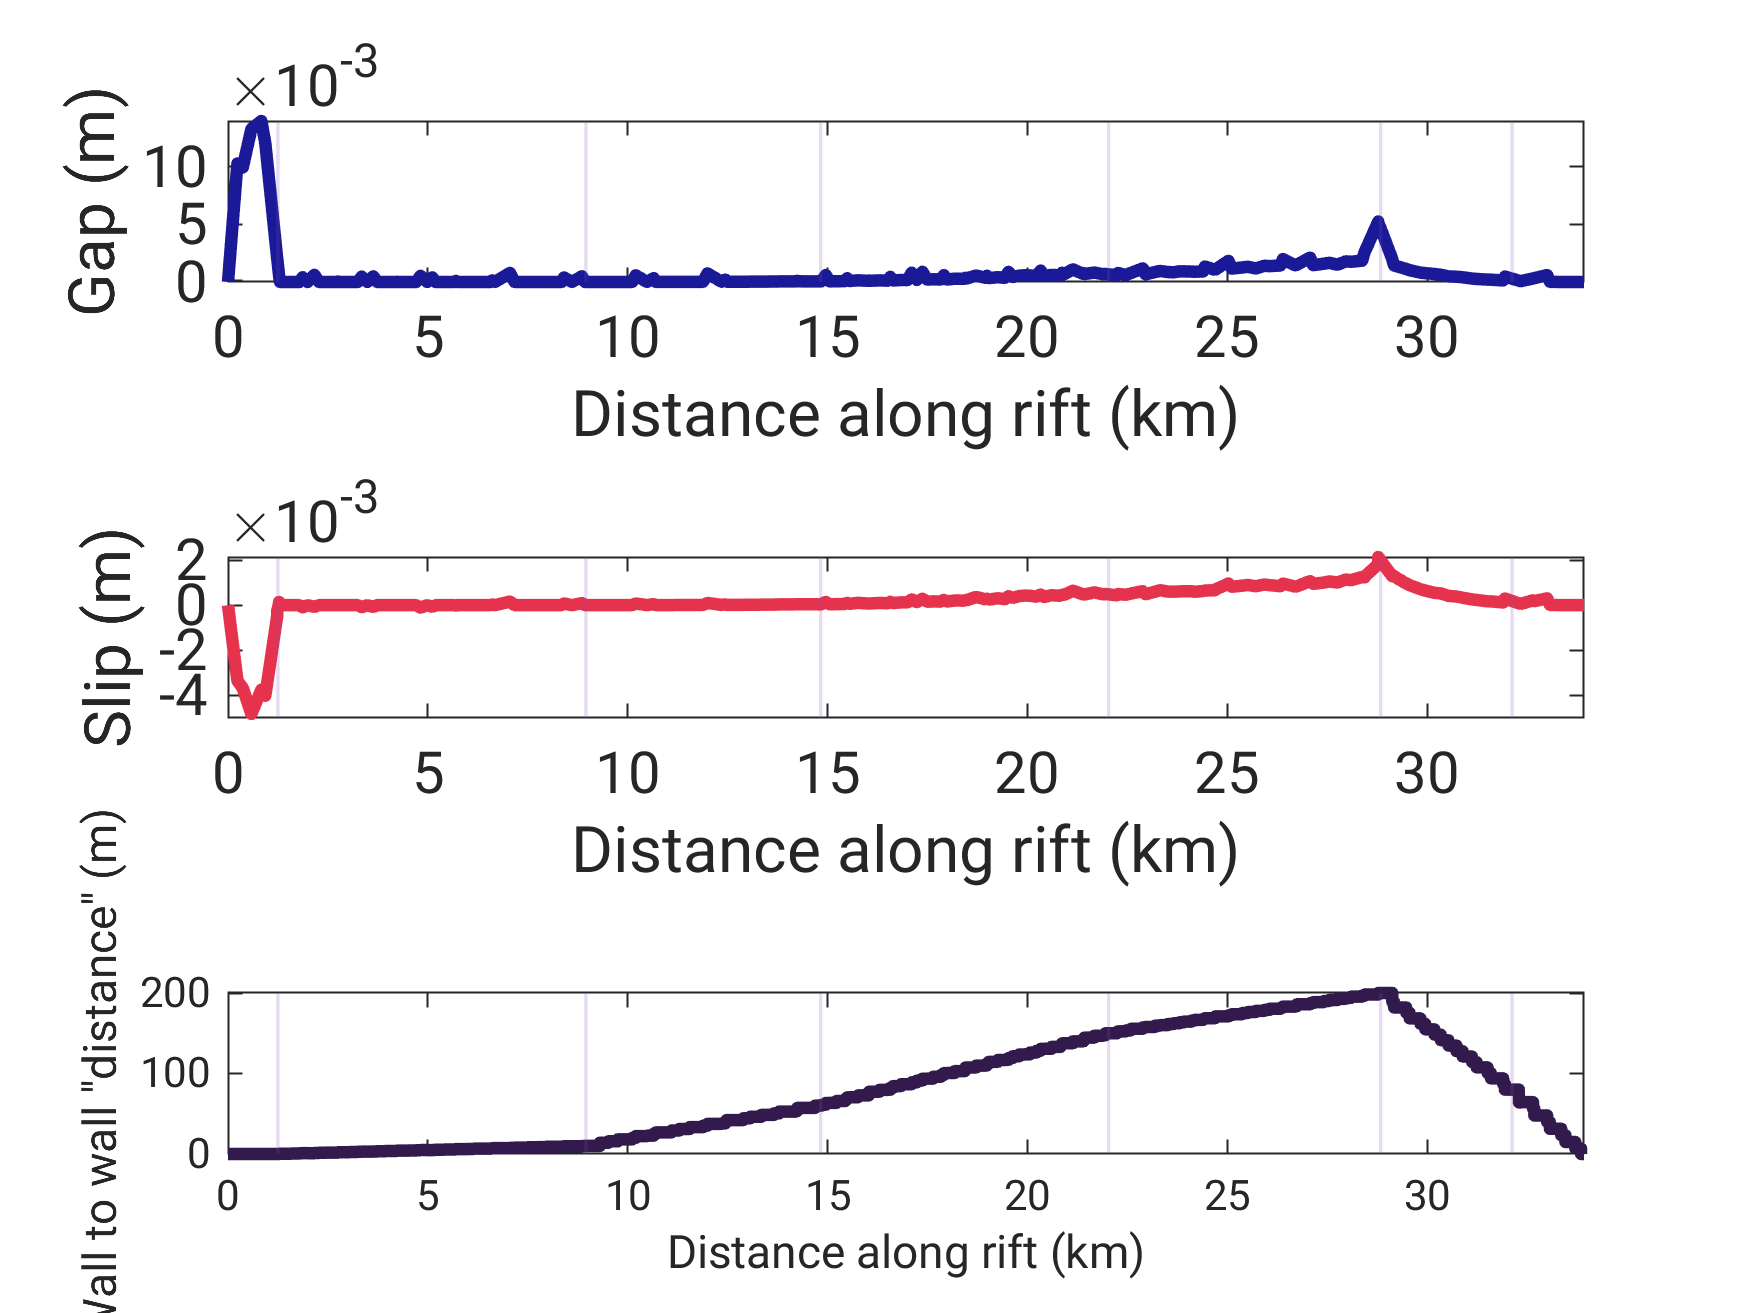 ×10-3
Gap (m)
10
5
0
0 5 10 15 20 25 30
Distance along rift (km)
×10-3
Slip (m)
2
0
-2
-4
0 5 10 15 20 25 30
Distance along rift (km)
to wall "distance" (m)
200
100
0
0 5 10 15 20 25 30
Distance along rift (km)